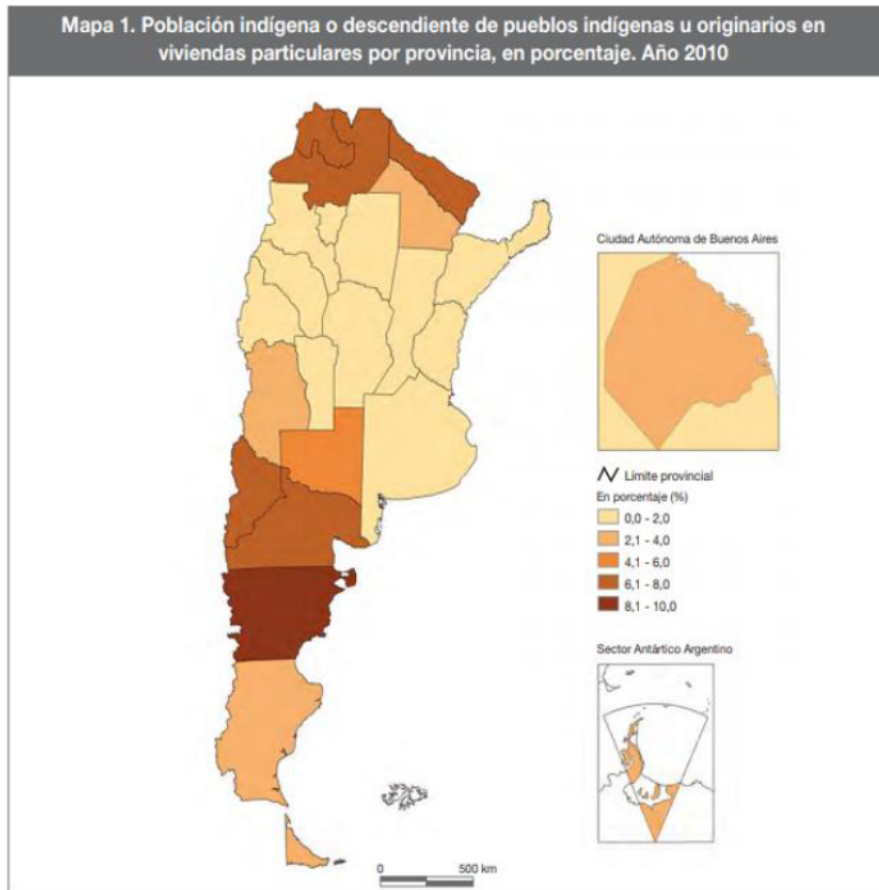 Mapa 1. Población indígena o descendiente de pueblos indígenas u originarios en
viviendas particulares por provincia, en porcentaje. Año 2010
Ciudad Autónoma de Buenos Aires
Límite provincial
En porcentaje (%)
0,0 - 2,0
2,1 - 4,0
4,1 - 6,0
6,1 - 8,0
8,1 - 10,0
Sector Antártico Argentino
0 500 km